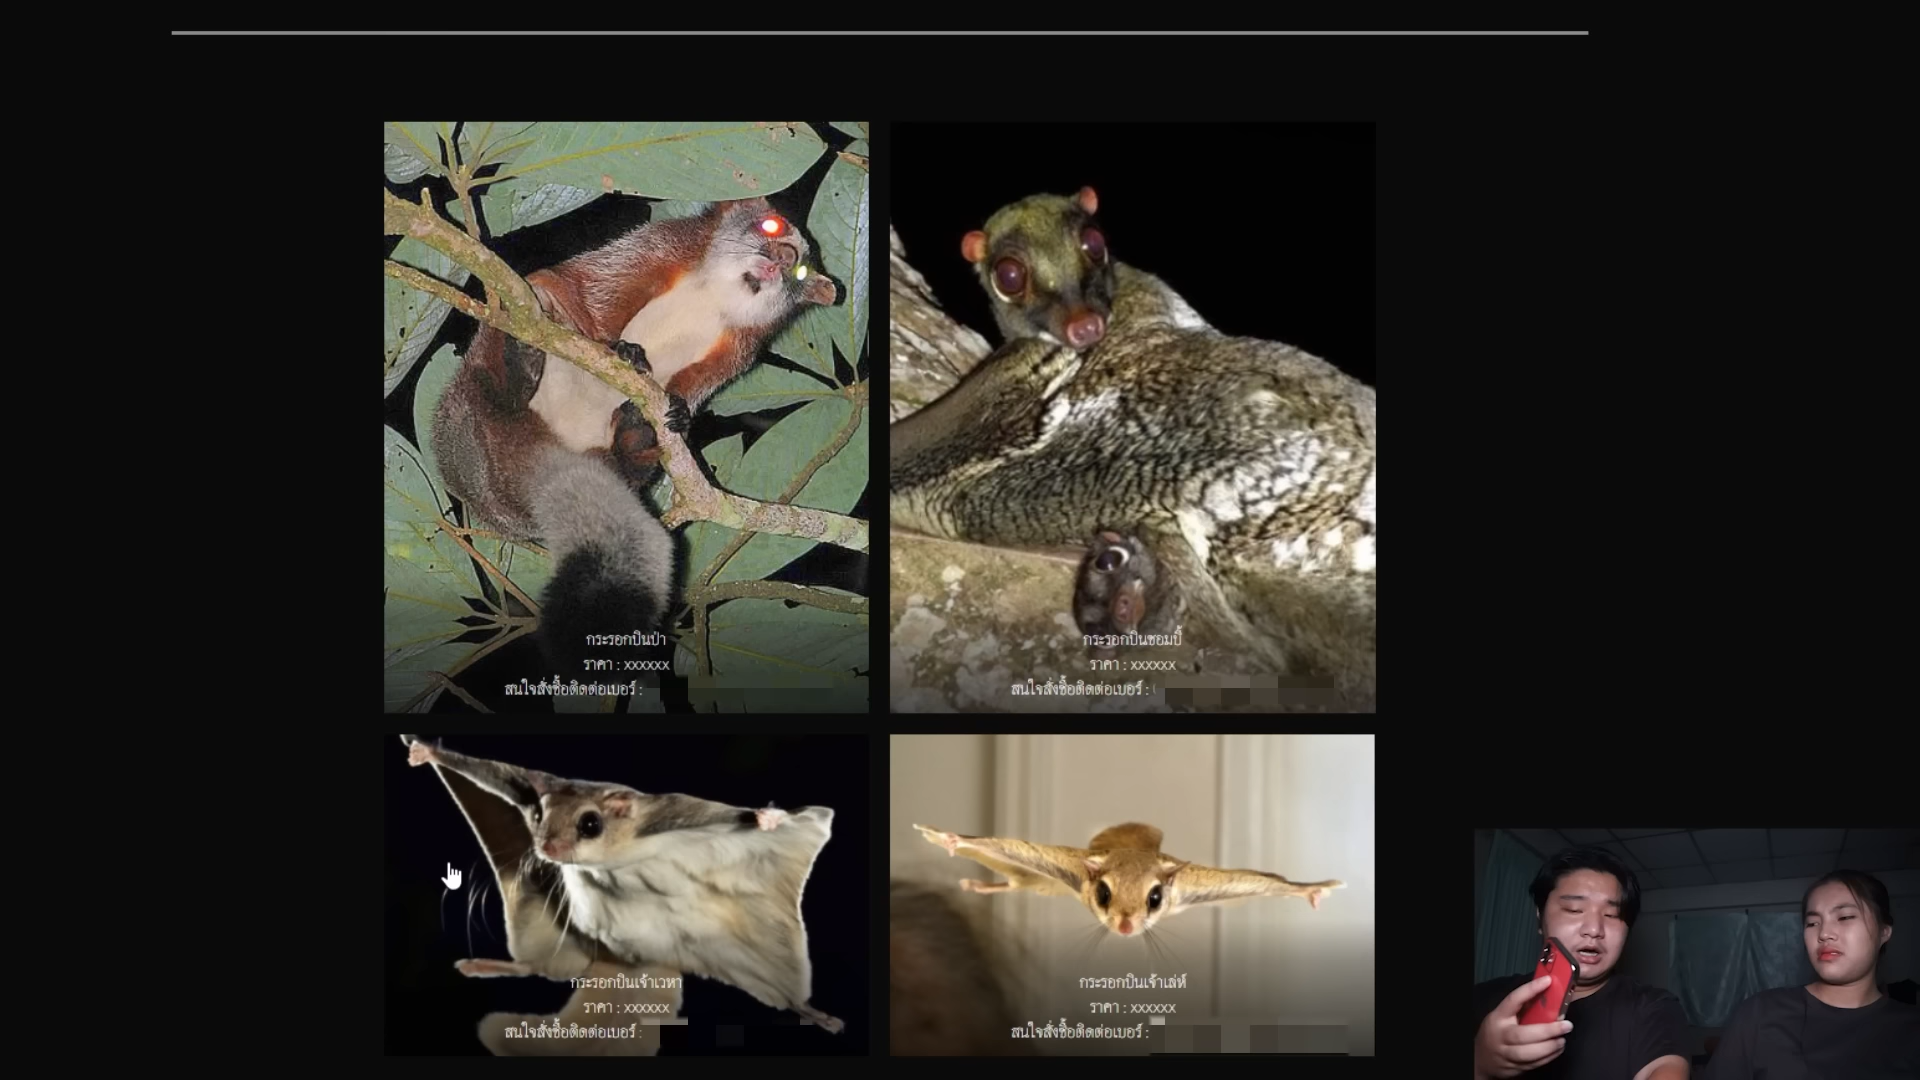 กระรอกบินป่า
ราคา : xxxxxx
สนใจสั่งซื้อติดต่อเบอร์ :
กระรอกบินซอมบี้
ราคา : xxxxxx
สนใจสั่งซื้อติดต่อเบอร์ :
กระรอกบินเจ้าเวหา
ราคา : xxxxxx
สนใจสั่งซื้อติดต่อเบอร์ :
กระรอกบินเจ้าเล่ห์
ราคา : xxxxxx
สนใจสั่งซื้อติดต่อเบอร์ :